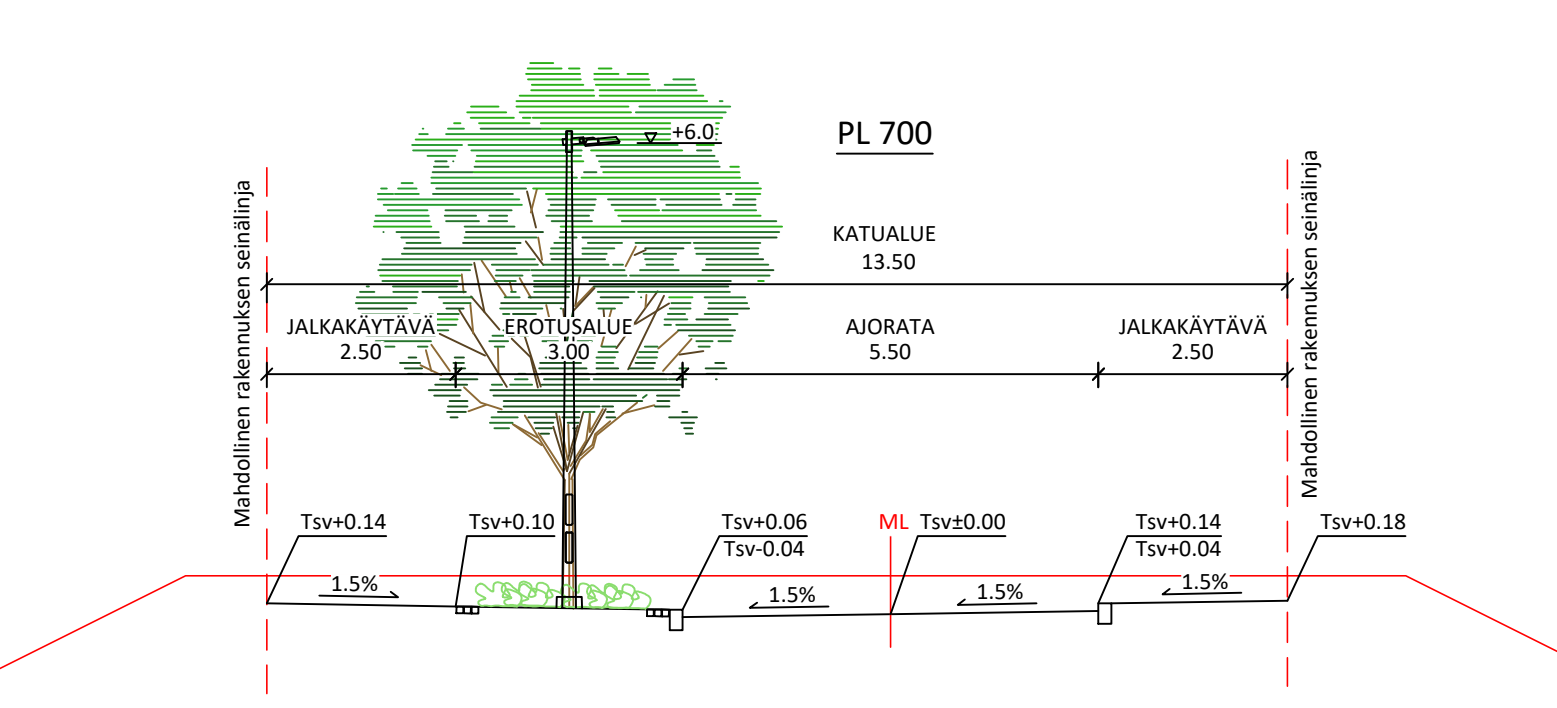 +6.0
PL 700
Mahdollinen rakennuksen seinälinja
Mahdollinen rakennuksen seinälinja
KATUALUE
13.50
JALKAKÄYTÄVÄ
2.50
EROTUSALUE
3.00
AJORATA
5.50
JALKAKÄYTÄVÄ
2.50
Tsv+0.14
Tsv+0.10
Tsv+0.06
Tsv-0.04
ML
Tsv±0.00
Tsv+0.14
Tsv+0.04
Tsv+0.18
1.5%
1.5%
1.5%
1.5%